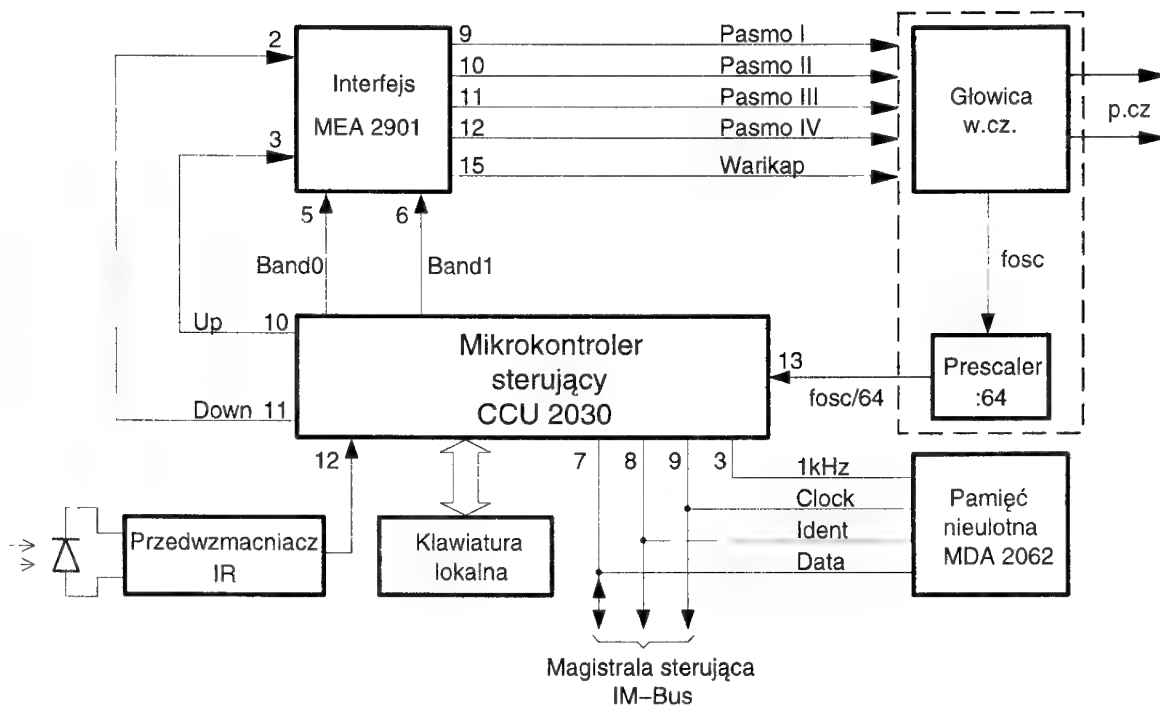 2
9
Pasmo I
10
Pasmo II
Interfejs
MEA 2901
11
Pasmo III
Głowica
w.cz.
p.cz
3
12
Pasmo IV
15
Warikap
5
6
Band0
Band1
fosc
Up
10
Mikrokontroler
sterujący
CCU 2030
13
Prescaler
:64
fosc/64
Down
11
12
7
8
9
3
1kHz
Clock
Ident
Data
Pamięć
nieulotna
MDA 2062
Przedwzmacniacz
IR
Klawiatura
lokalna
Magistrala sterująca
IM–Bus